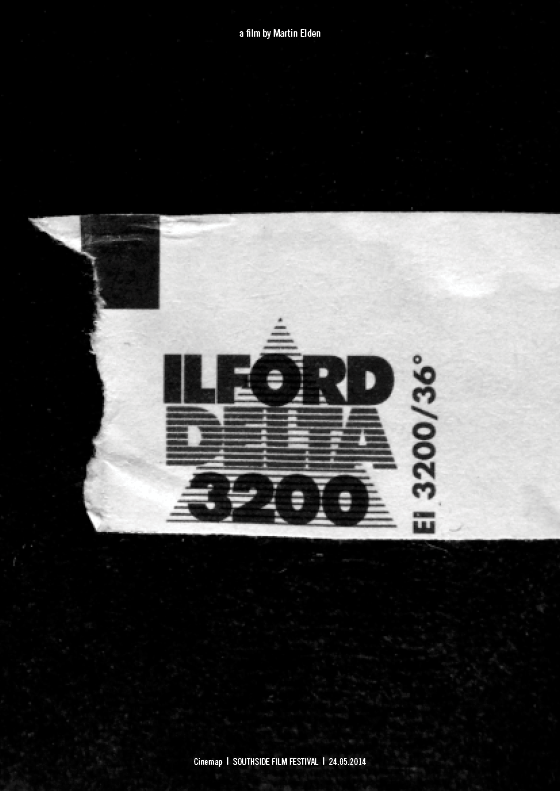 a film by Martin Elden
ILFORD
DELTA
3200
EI 3200/36°
Cinemap | SOUTHSIDE FILM FESTIVAL | 24.05.2014